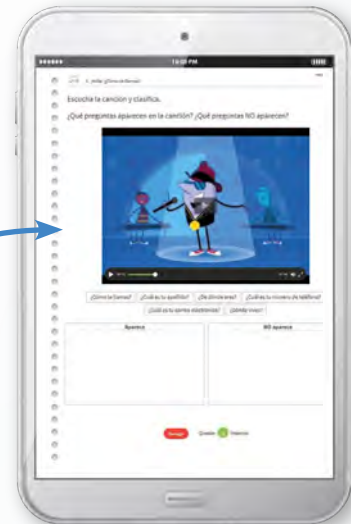 Escucha la canción y clasifica.
¿Qué preguntas aparecen en la canción? ¿Qué preguntas NO aparecen?
¿Cómo te llamas? ¿Cuál es tu apellido? ¿De dónde eres? ¿Cuál es tu número de teléfono?
¿Cuál es tu correo electrónico? ¿Dónde vives?
Aparece NO aparece